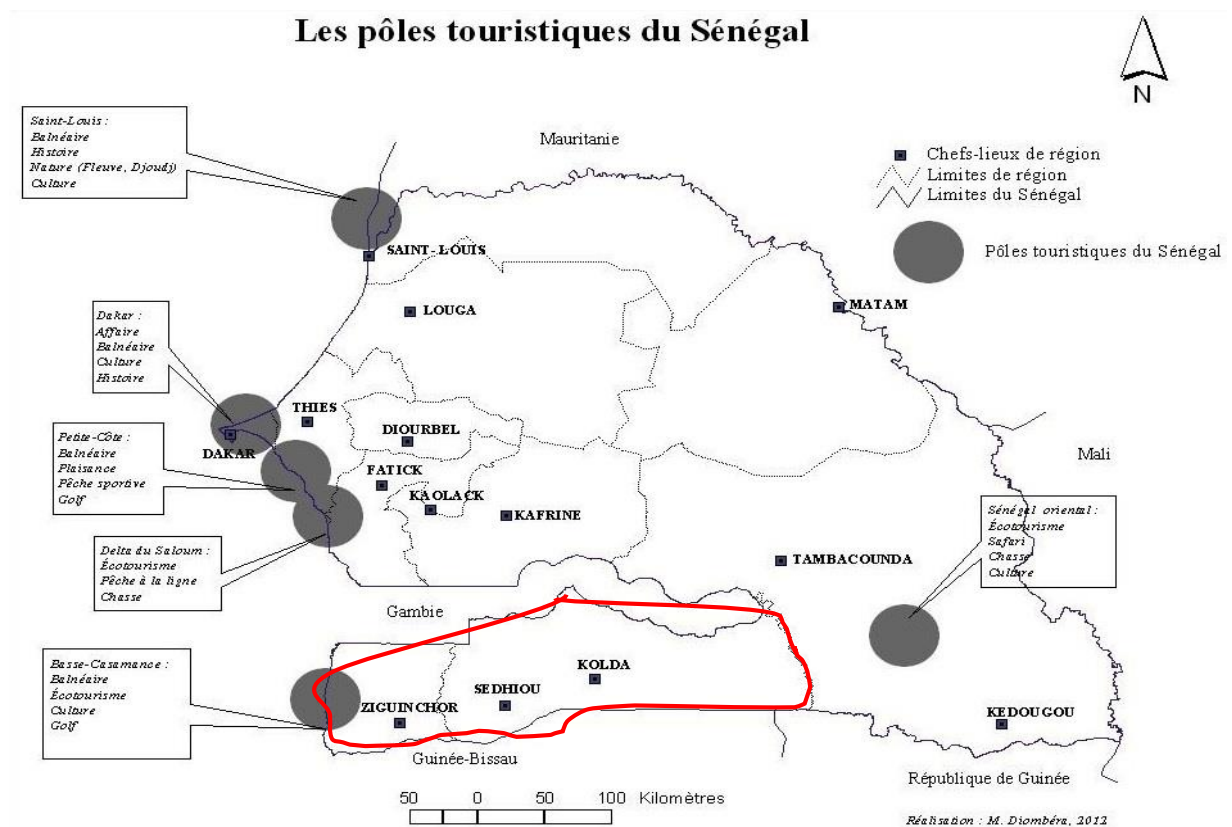 Les pôles touristiques du Sénégal
N
Saint-Louis :
Balnéaire
Histoire
Nature (Fleuve, Djoudj)
Culture
Mauritanie
Chefs-lieux de région
Limites de région
Limites du Sénégal
Pôles touristiques du Sénégal
SAINT-LOUIS
LOUGA
MATAM
Dakar :
Affaire
Balnéaire
Culture
Histoire
THIES
DIOURBEL
DAKAR
Petite-Côte :
Balnéaire
Plaisance
Pêche sportive
Golf
FATICK
KAOLACK
KAFRINE
Mali
Sénégal oriental :
Écotourisme
Safari
Chasse
Culture
Delta du Saloum :
Écotourisme
Pêche à la ligne
Chasse
TAMBACOUNDA
Gambie
Basse-Casamance :
Balnéaire
Écotourisme
Culture
Golf
KOLDA
SEDHIOU
ZIGUINCHOR
KEDOUGOU
Guinée-Bissau
République de Guinée
50 0 50 100 Kilomètres
Réalisation : M. Diombéra, 2012